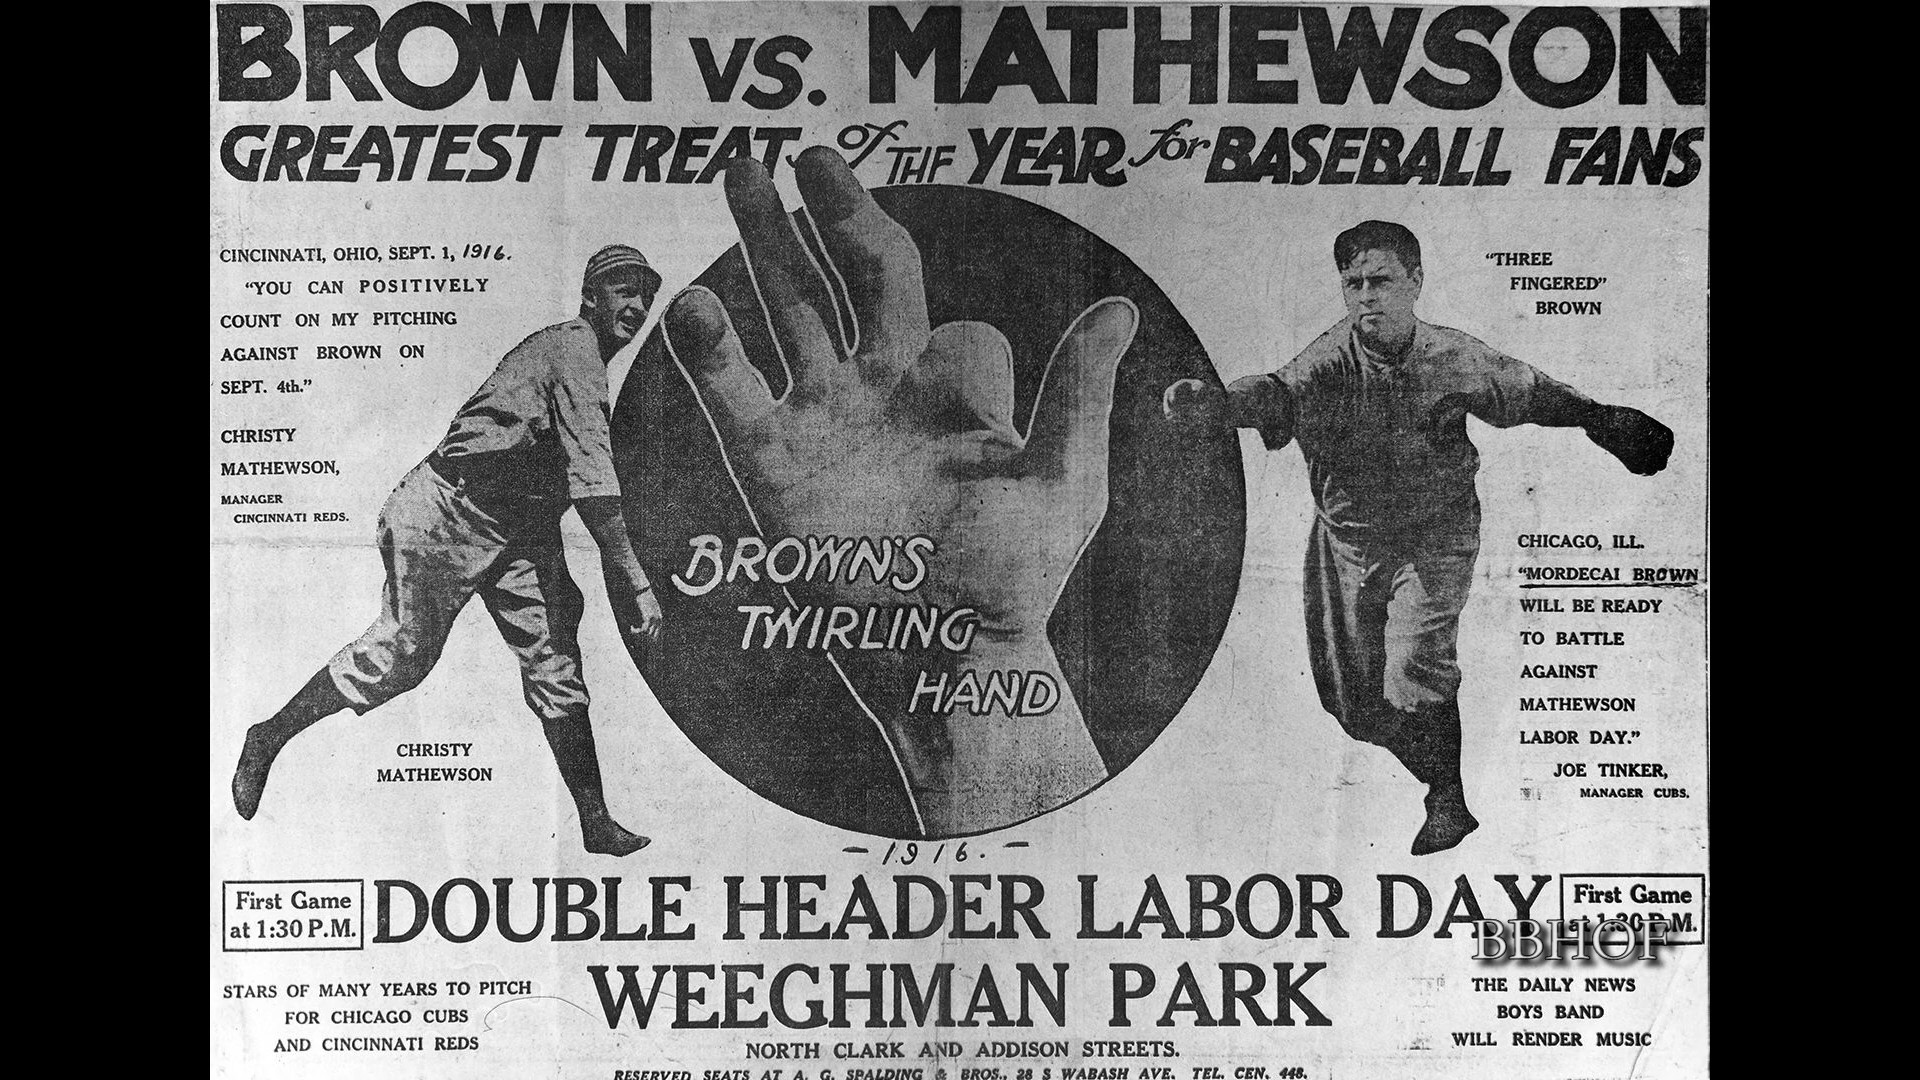 BROWN VS. MATHEWSON
GREATEST TREAT of THE YEAR for BASEBALL FANS
CINCINNATI, OHIO, SEPT. 1, 1916.
"YOU CAN POSITIVELY
COUNT ON MY PITCHING
AGAINST BROWN ON
SEPT. 4th."
CHRISTY
MATHEWSON,
MANAGER
CINCINNATI REDS.
CHRISTY
MATHEWSON
BROWN'S
TWIRLING
HAND
"THREE
FINGERED"
BROWN
CHICAGO, ILL.
"MORDECAI BROWN
WILL BE READY
TO BATTLE
AGAINST
MATHEWSON
LABOR DAY."
JOE TINKER,
MANAGER CUBS.
-1916.-
First Game
at 1:30 P.M.
DOUBLE HEADER LABOR DAY
First Game
at 1:30 P.M.
BBHOF
WEEGHMAN PARK
STARS OF MANY YEARS TO PITCH
FOR CHICAGO CUBS
AND CINCINNATI REDS
THE DAILY NEWS
BOYS BAND
WILL RENDER MUSIC
NORTH CLARK AND ADDISON STREETS.
RESERVED SEATS AT A. G. SPALDING & BROS., 28 S WABASH AVE. TEL. CEN. 448.